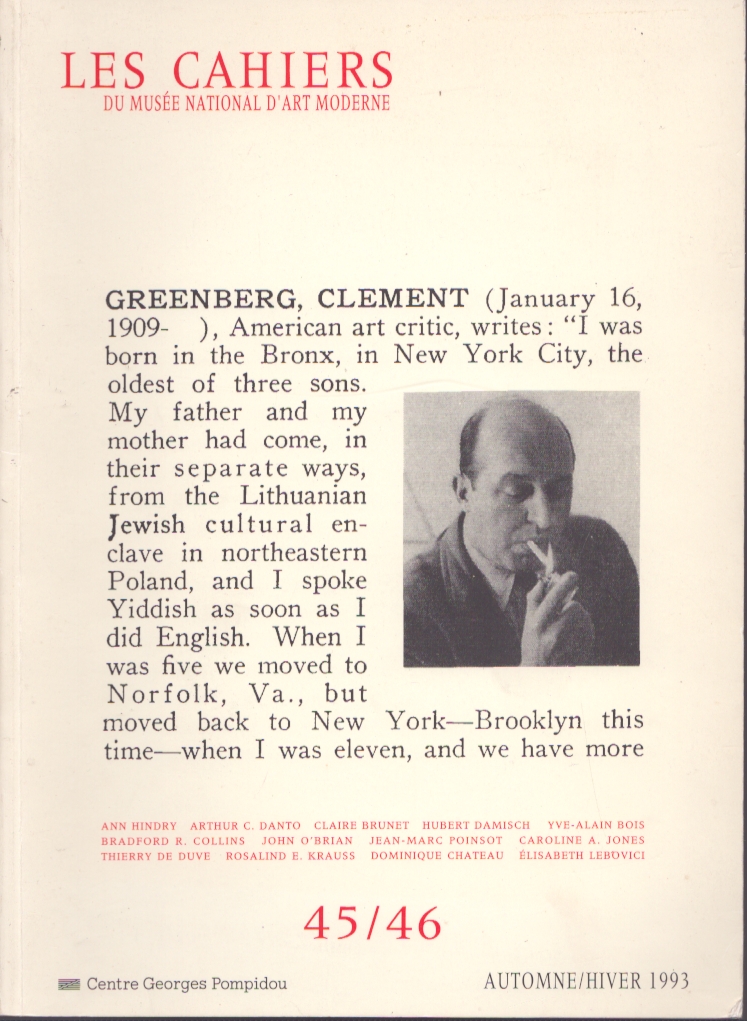 LES CAHIERS
DU MUSÉE NATIONAL D'ART MODERNE
GREENBERG, CLEMENT (January 16,
1909- ), American art critic, writes: "I was
born in the Bronx, in New York City, the
oldest of three sons.
My father and my
mother had come, in
their separate ways,
from the Lithuanian
Jewish cultural en-
clave in northeastern
Poland, and I spoke
Yiddish as soon as I
did English. When I
was five we moved to
Norfolk, Va., but
moved back to New York—Brooklyn this
time—when I was eleven, and we have more
ANN HINDRY ARTHUR C. DANTO CLAIRE BRUNET HUBERT DAMISCH YVE-ALAIN BOIS
BRADFORD R. COLLINS JOHN O'BRIAN JEAN-MARC POINSOT CAROLINE A. JONES
THIERRY DE DUVE ROSALIND E. KRAUSS DOMINIQUE CHATEAU ÉLISABETH LEBOVICI
45/46
Centre Georges Pompidou
AUTOMNE/HIVER 1993